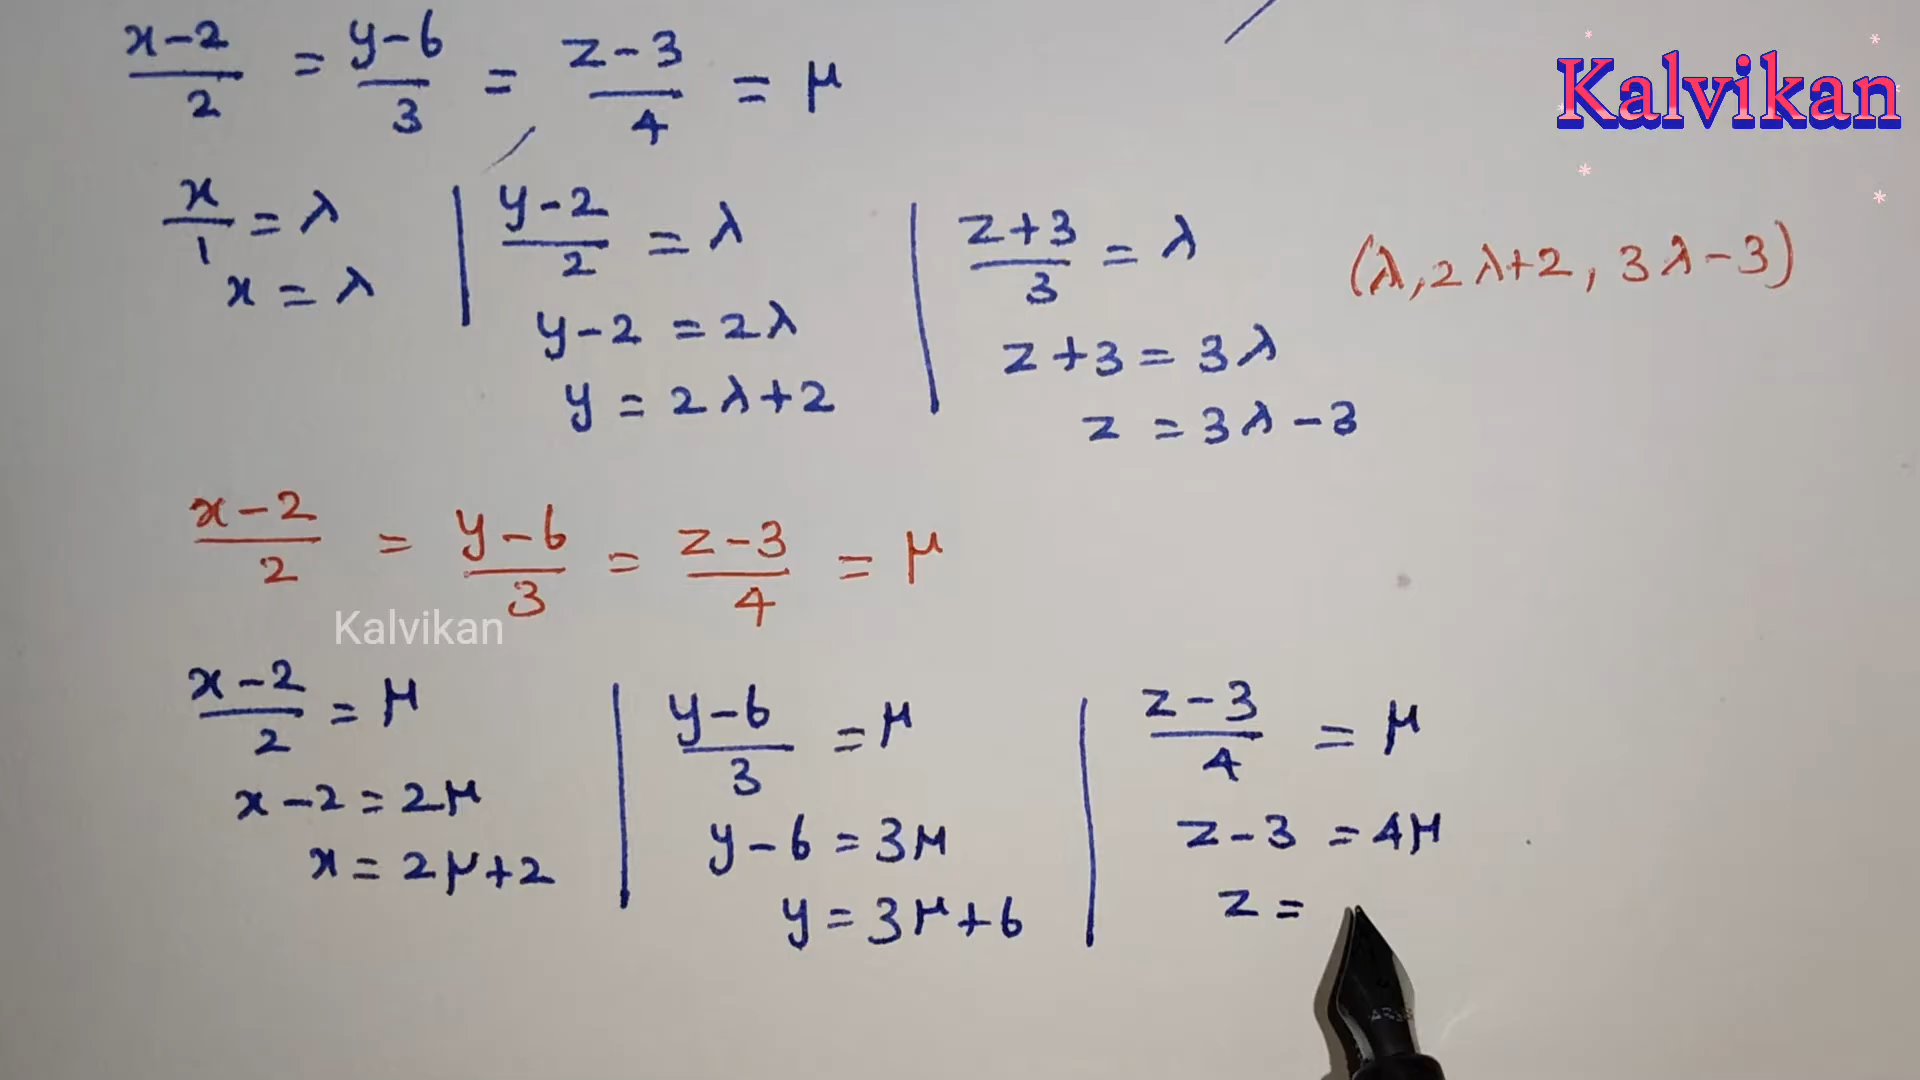 x-2/2 = y-6/3 = z-3/4 = μ
Kalvikan
x/1 = λ | y-2/2 = λ | z+3/3 = λ (λ, 2λ+2, 3λ-3)
x = λ | y-2 = 2λ | z+3 = 3λ
y = 2λ+2 | z = 3λ-3
x-2/2 = y-6/3 = z-3/4 = μ
Kalvikan
x-2/2 = μ | y-6/3 = μ | z-3/4 = μ
x-2 = 2μ | y-6 = 3μ | z-3 = 4μ
x = 2μ+2 | y = 3μ+6 | z =